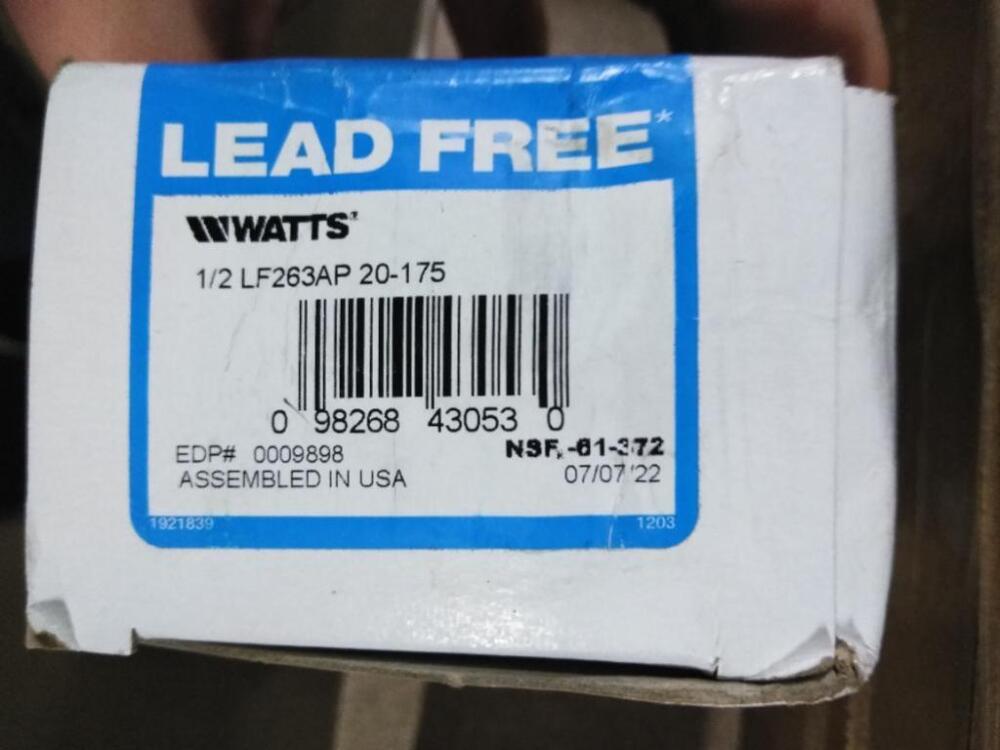 LEAD FREE*
WATTS
1/2 LF263AP 20-175
0 98268 43053 0
EDP# 0009898
NSF®-61-372
ASSEMBLED IN USA
07/07/22
1921839
1203